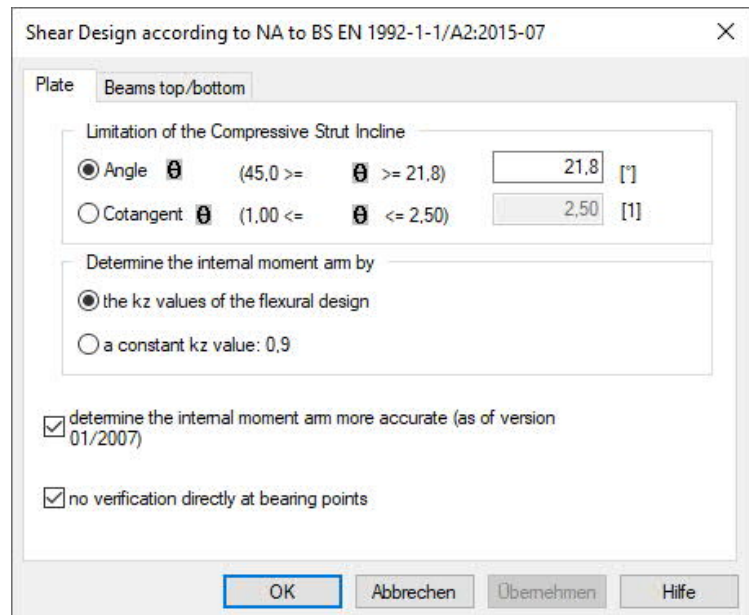 Shear Design according to NA to BS EN 1992-1-1/A2:2015-07
Plate
Beams top/bottom
Limitation of the Compressive Strut Incline
Angle θ (45,0 >= θ >= 21,8) 21,8 [°]
Cotangent θ (1,00 <= θ <= 2,50) 2,50 [1]
Determine the internal moment arm by
the kz values of the flexural design
a constant kz value: 0,9
determine the internal moment arm more accurate (as of version
01/2007)
no verification directly at bearing points
OK
Abbrechen
Übernehmen
Hilfe